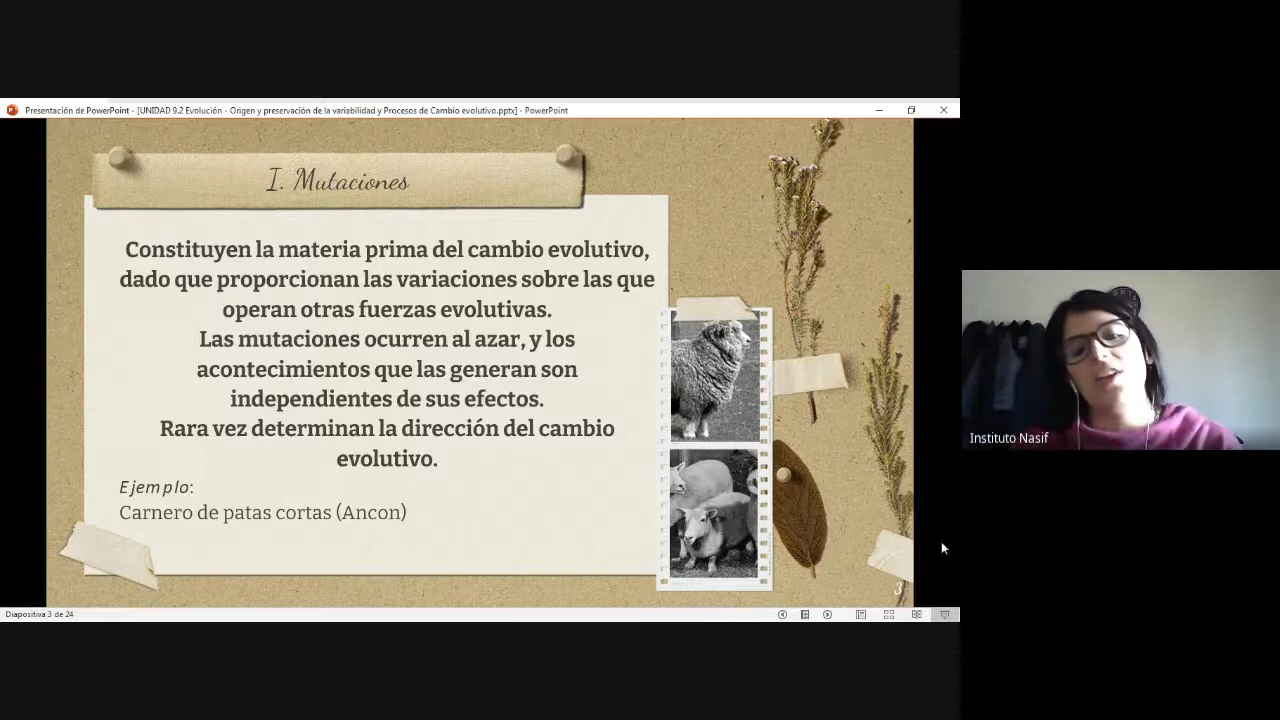 Presentación de PowerPoint - [UNIDAD 9.2 Evolución - Origen y preservación de la variabilidad y Procesos de Cambio evolutivo.pptx] - PowerPoint
I. Mutaciones
Constituyen la materia prima del cambio evolutivo,
dado que proporcionan las variaciones sobre las que
operan otras fuerzas evolutivas.
Las mutaciones ocurren al azar, y los
acontecimientos que las generan son
independientes de sus efectos.
Rara vez determinan la dirección del cambio
evolutivo.
Ejemplo:
Carnero de patas cortas (Ancon)
3
Diapositiva 3 de 24
Instituto Nasif